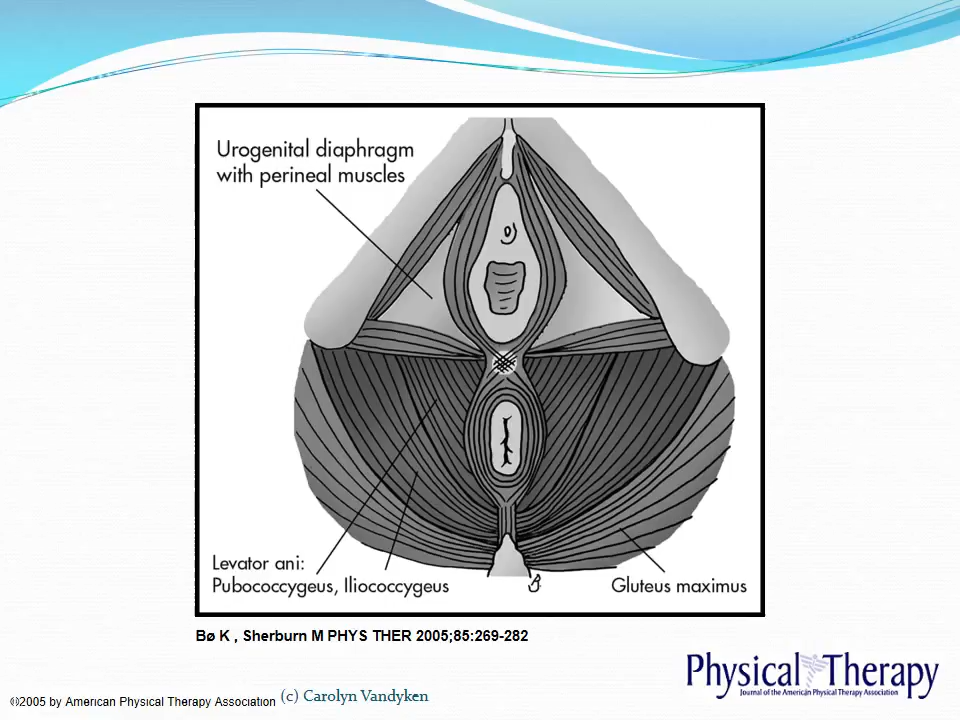 Urogenital diaphragm
with perineal muscles
Levator ani:
Pubococcygeus, Iliococcygeus
Gluteus maximus
Bø K , Sherburn M PHYS THER 2005;85:269-282
Physical Therapy
Journal of the American Physical Therapy Association
©2005 by American Physical Therapy Association
(c) Carolyn Vandyken